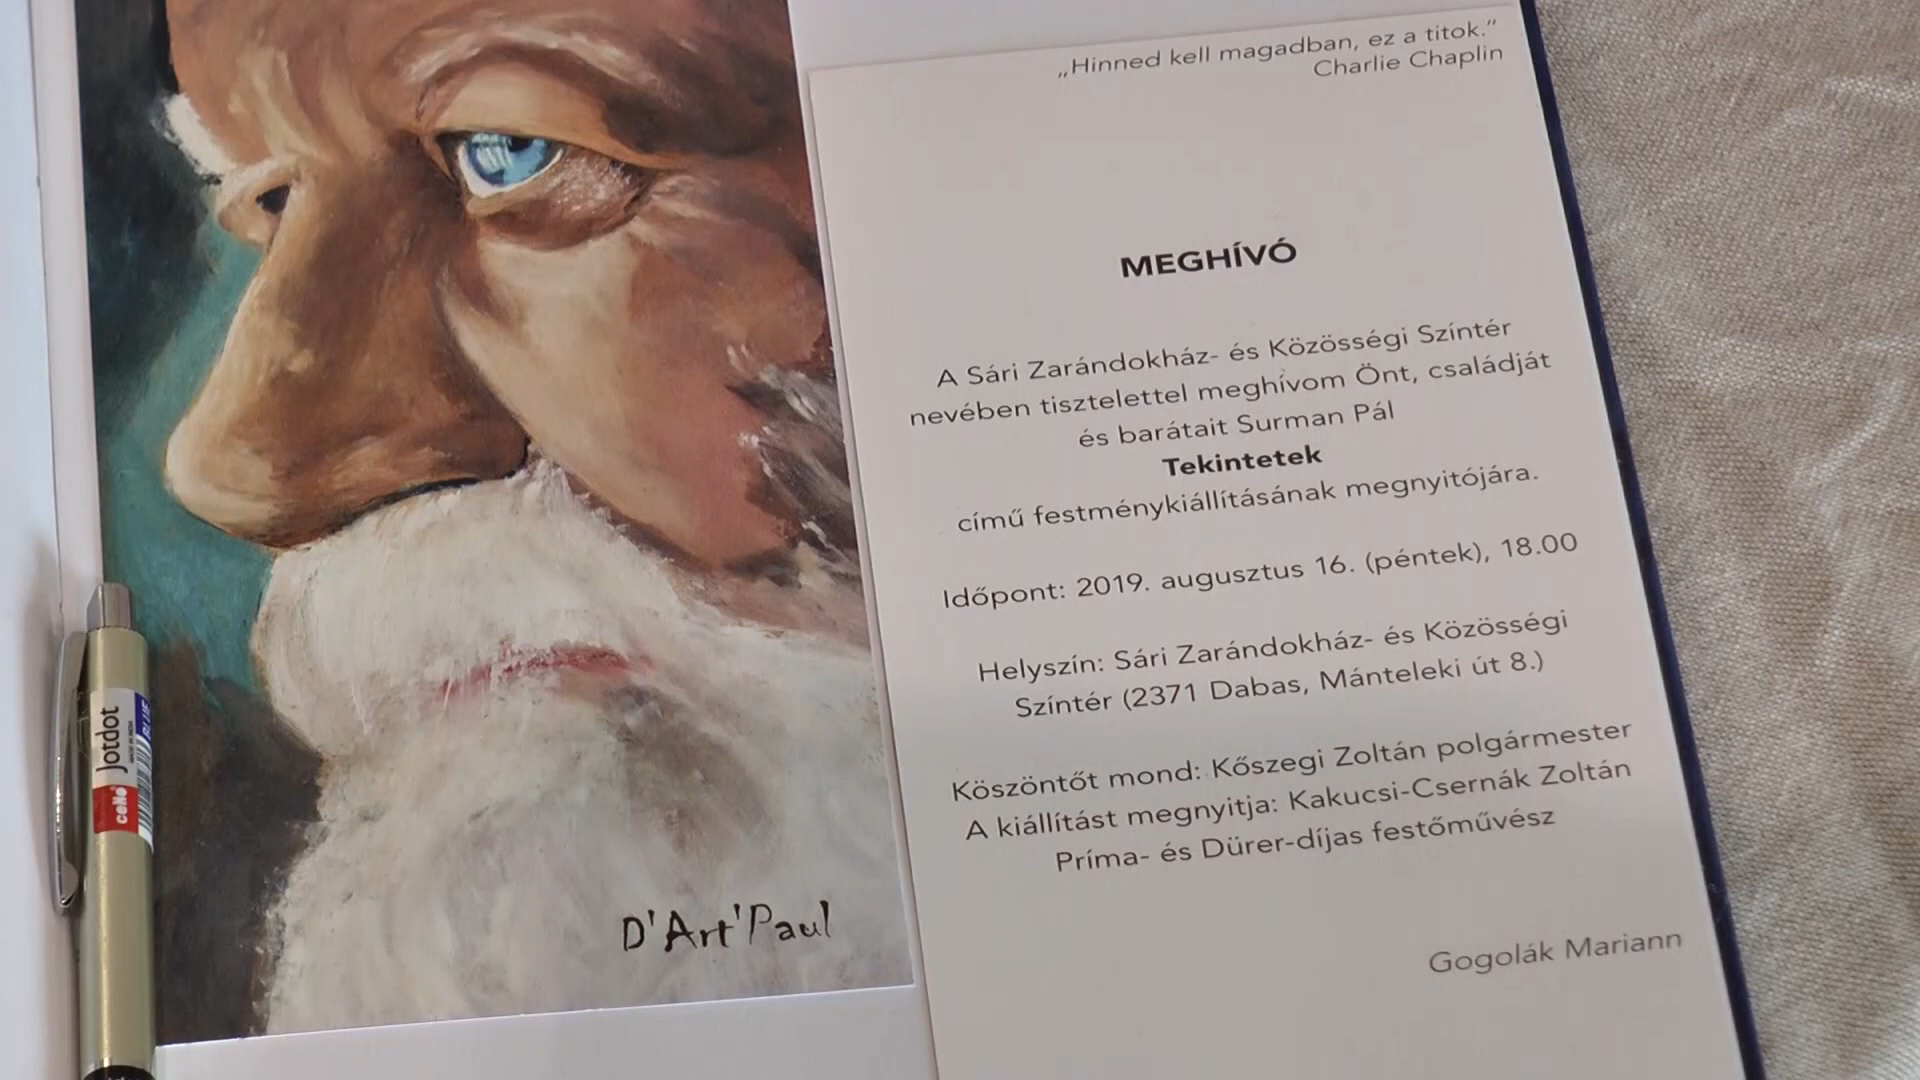 „Hinned kell magadban, ez a titok.”
Charlie Chaplin
MEGHÍVÓ
A Sári Zarándokház- és Közösségi Színtér
nevében tisztelettel meghívom Önt, családját
és barátait Surman Pál
Tekintetek
című festménykiállításának megnyitójára.
Időpont: 2019. augusztus 16. (péntek), 18.00
Helyszín: Sári Zarándokház- és Közösségi
Színtér (2371 Dabas, Mánteleki út 8.)
Köszöntőt mond: Kőszegi Zoltán polgármester
A kiállítást megnyitja: Kakucsi-Csernák Zoltán
Príma- és Dürer-díjas festőművész
Gogolák Mariann
D'Art'Paul
cello Jotdot
BLUE